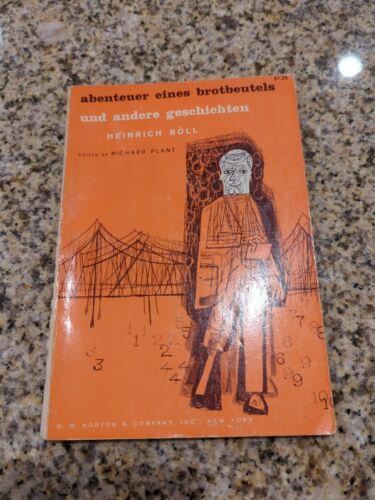 $1.25
abenteuer eines brotbeutels
und andere geschichten
HEINRICH BÖLL
EDITED BY RICHARD PLANT
W. W. NORTON & COMPANY, INC., NEW YORK